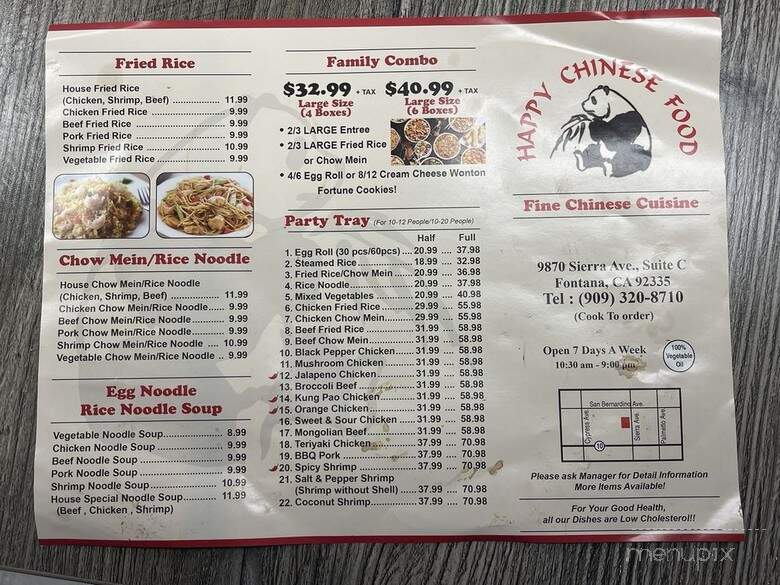 Fried Rice
House Fried Rice
(Chicken, Shrimp, Beef) .................. 11.99
Chicken Fried Rice ........................... 9.99
Beef Fried Rice ................................ 9.99
Pork Fried Rice ................................ 9.99
Shrimp Fried Rice ........................... 10.99
Vegetable Fried Rice ........................ 9.99
Chow Mein/Rice Noodle
House Chow Mein/Rice Noodle
(Chicken, Shrimp, Beef) .................. 11.99
Chicken Chow Mein/Rice Noodle...... 9.99
Beef Chow Mein/Rice Noodle........... 9.99
Pork Chow Mein/Rice Noodle........... 9.99
Shrimp Chow Mein/Rice Noodle .... 10.99
Vegetable Chow Mein/Rice Noodle .. 9.99
Egg Noodle
Rice Noodle Soup
Vegetable Noodle Soup..................... 8.99
Chicken Noodle Soup ....................... 9.99
Beef Noodle Soup............................ 9.99
Pork Noodle Soup ............................ 9.99
Shrimp Noodle Soup....................... 10.99
House Special Noodle Soup............ 11.99
(Beef , Chicken , Shrimp)
Family Combo
$32.99 + TAX $40.99 + TAX
Large Size Large Size
(4 Boxes) (6 Boxes)
• 2/3 LARGE Entree
• 2/3 LARGE Fried Rice
or Chow Mein
• 4/6 Egg Roll or 8/12 Cream Cheese Wonton
Fortune Cookies!
Party Tray (For 10-12 People/10-20 People)
Half Full
1. Egg Roll (30 pcs/60pcs) .... 20.99 .... 37.98
2. Steamed Rice..................... 18.99 .... 32.98
3. Fried Rice/Chow Mein ...... 20.99 .... 36.98
4. Rice Noodle....................... 20.99 .... 37.98
5. Mixed Vegetables .............. 20.99 .... 40.98
6. Chicken Fried Rice............ 29.99 .... 55.98
7. Chicken Chow Mein.......... 29.99 .... 55.98
8. Beef Fried Rice ................. 31.99 .... 58.98
9. Beef Chow Mein................ 31.99 .... 58.98
10. Black Pepper Chicken...... 31.99 .... 58.98
11. Mushroom Chicken ......... 31.99 .... 58.98
12. Jalapeno Chicken............. 31.99 .... 58.98
13. Broccoli Beef ................... 31.99 .... 58.98
14. Kung Pao Chicken ........... 31.99 .... 58.98
15. Orange Chicken................ 31.99 .... 58.98
16. Sweet & Sour Chicken ..... 31.99 .... 58.98
17. Mongolian Beef................ 31.99 .... 58.98
18. Teriyaki Chicken .............. 37.99 .... 70.98
19. BBQ Pork ........................ 37.99 .... 70.98
20. Spicy Shrimp ................... 37.99 .... 70.98
21. Salt & Pepper Shrimp
(Shrimp without Shell) ...... 37.99 .... 70.98
22. Coconut Shrimp............... 37.99 .... 70.98
HAPPY CHINESE FOOD
Fine Chinese Cuisine
9870 Sierra Ave., Suite C
Fontana, CA 92335
Tel : (909) 320-8710
(Cook To order)
Open 7 Days A Week
10:30 am - 9:00 pm
100%
Vegetable
Oil
San Bernardino Ave.
Cypress Ave.
Sierra Ave.
Palmetto Ave.
10
Please ask Manager for Detail Information
More Items Available!
For Your Good Health,
all our Dishes are Low Cholesterol!!
menupix